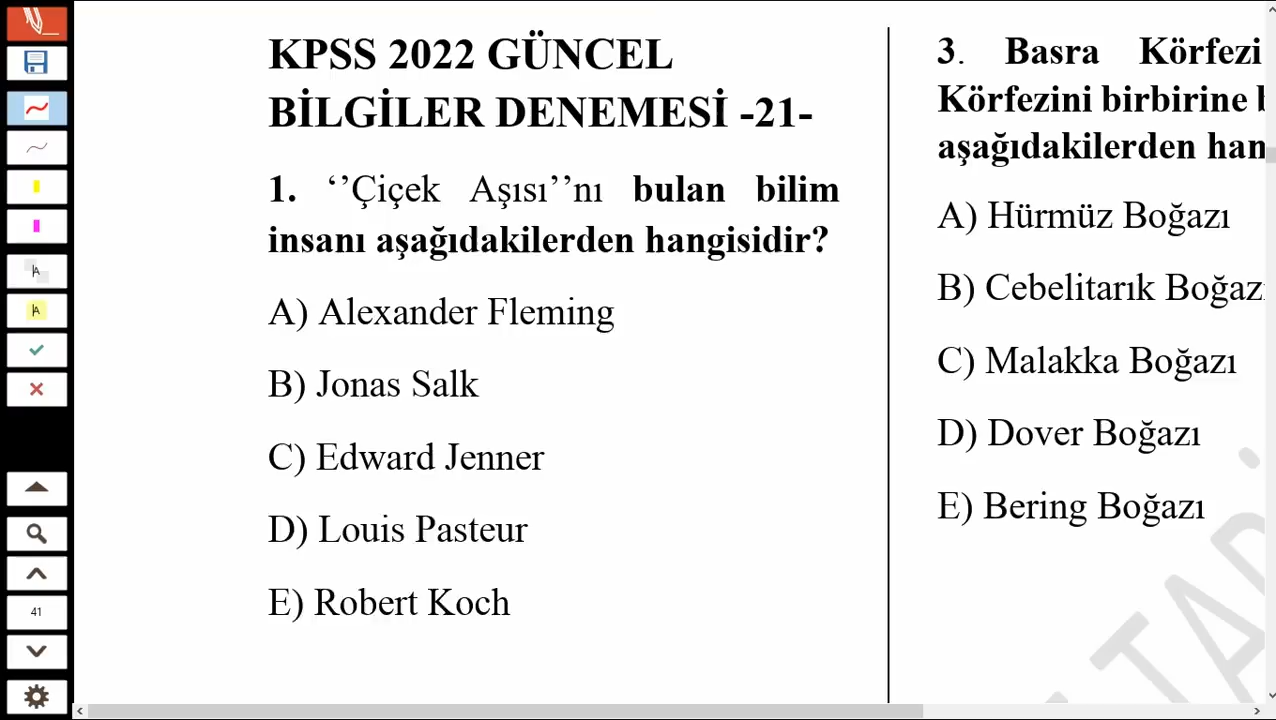 KPSS 2022 GÜNCEL
BİLGİLER DENEMESİ -21-
1. ‘’Çiçek Aşısı’’nı bulan bilim
insanı aşağıdakilerden hangisidir?
A) Alexander Fleming
B) Jonas Salk
C) Edward Jenner
D) Louis Pasteur
E) Robert Koch
3. Basra Körfezi
Körfezini birbirine
aşağıdakilerden
A) Hürmüz Boğazı
B) Cebelitarık
C) Malakka Boğazı
D) Dover Boğazı
E) Bering Boğazı
41